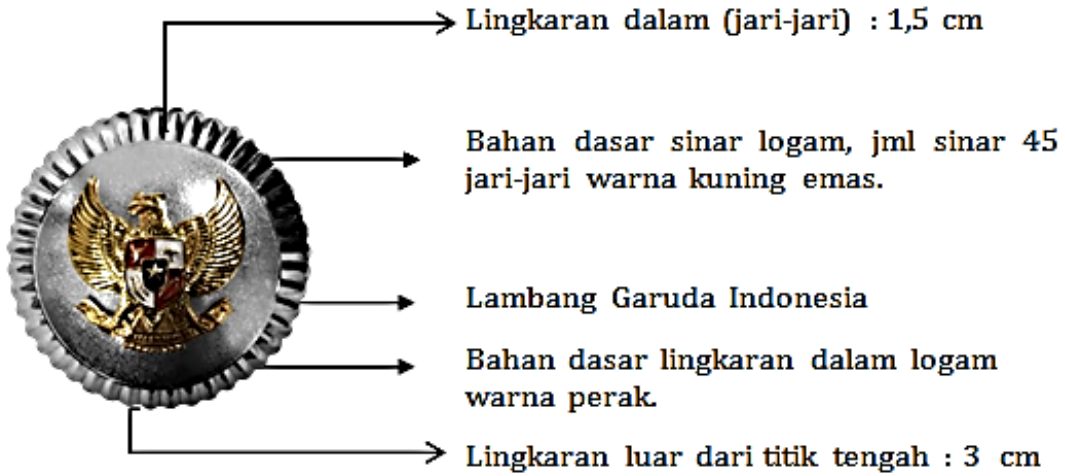 Lingkaran dalam (jari-jari) : 1,5 cm
Bahan dasar sinar logam, jml sinar 45
jari-jari warna kuning emas.
Lambang Garuda Indonesia
Bahan dasar lingkaran dalam logam
warna perak.
Lingkaran luar dari titik tengah : 3 cm